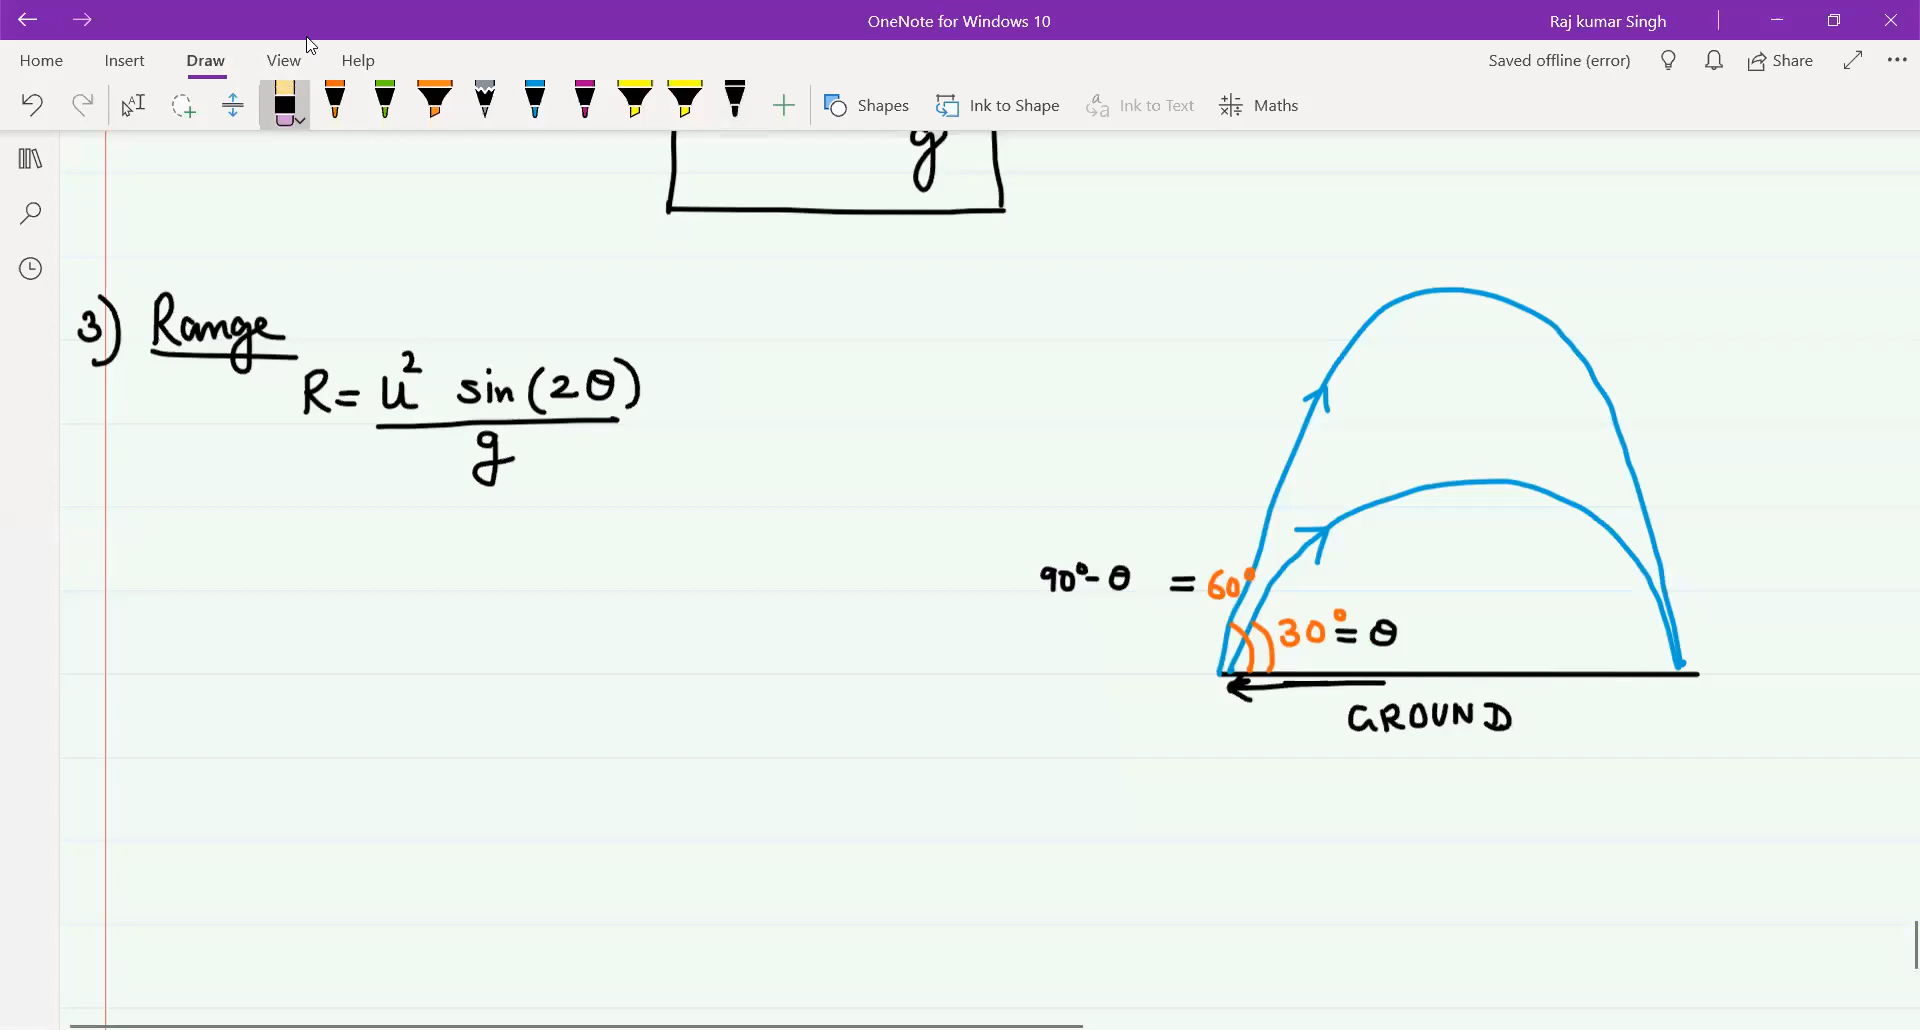 OneNote for Windows 10
Raj kumar Singh
Home Insert Draw View Help
Saved offline (error) Share
Shapes Ink to Shape Ink to Text Maths
g
3) Range
R = u² sin(2θ)
g
90° - θ = 60°
30° = θ
GROUND